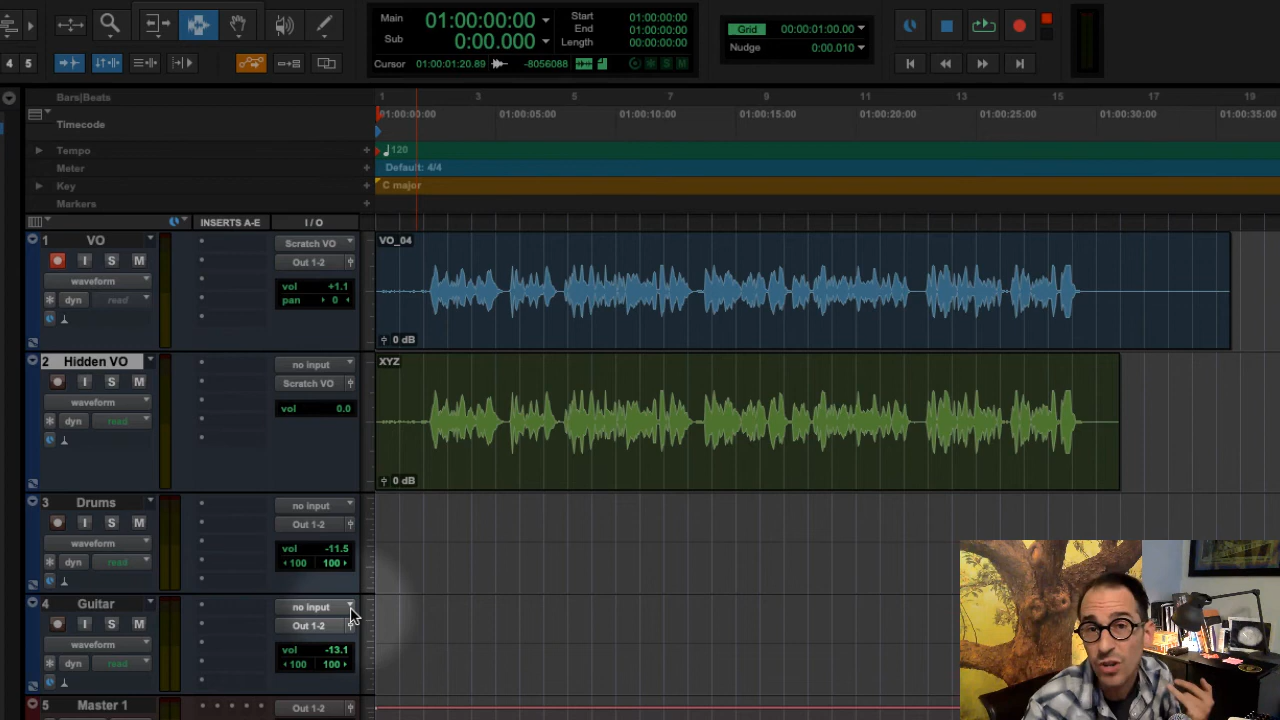 4 5
Main 01:00:00:00
Sub 0:00.000
Start 01:00:00:00
End 01:00:00:00
Length 00:00:00:00
Cursor 01:00:01:20.89 -8056088
S M
Grid 00:00:01:00.00
Nudge 0:00.010
Bars|Beats 1 3 5 7 9 11 13 15 17 19
Timecode 01:00:00:00 01:00:05:00 01:00:10:00 01:00:15:00 01:00:20:00 01:00:25:00 01:00:30:00 01:00:35:00
Tempo + 120
Meter + Default: 4/4
Key + C major
Markers +
INSERTS A-E I / O
1 VO
I S M
waveform
dyn read
Scratch VO
Out 1-2
vol +1.1
pan 0
VO_04
0 dB
2 Hidden VO
I S M
waveform
dyn read
no input
Scratch VO
vol 0.0
XYZ
0 dB
3 Drums
I S M
waveform
dyn read
no input
Out 1-2
vol -11.5
100 100
4 Guitar
I S M
waveform
dyn read
no input
Out 1-2
vol -13.1
100 100
5 Master 1
Out 1-2